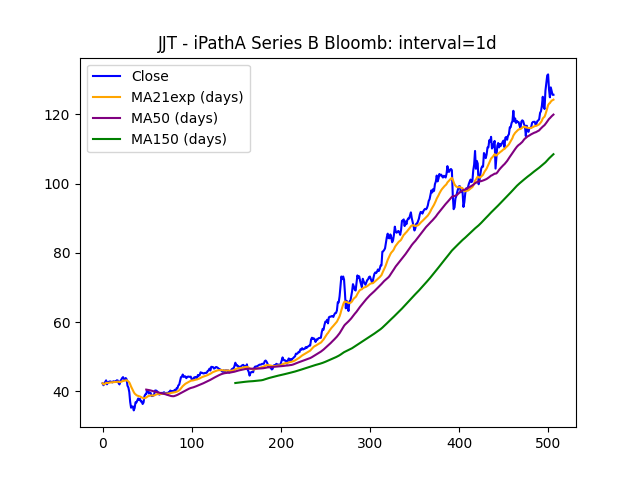 JJT - iPathA Series B Bloomb: interval=1d
Close
MA21exp (days)
MA50 (days)
MA150 (days)
120
100
80
60
40
0 100 200 300 400 500